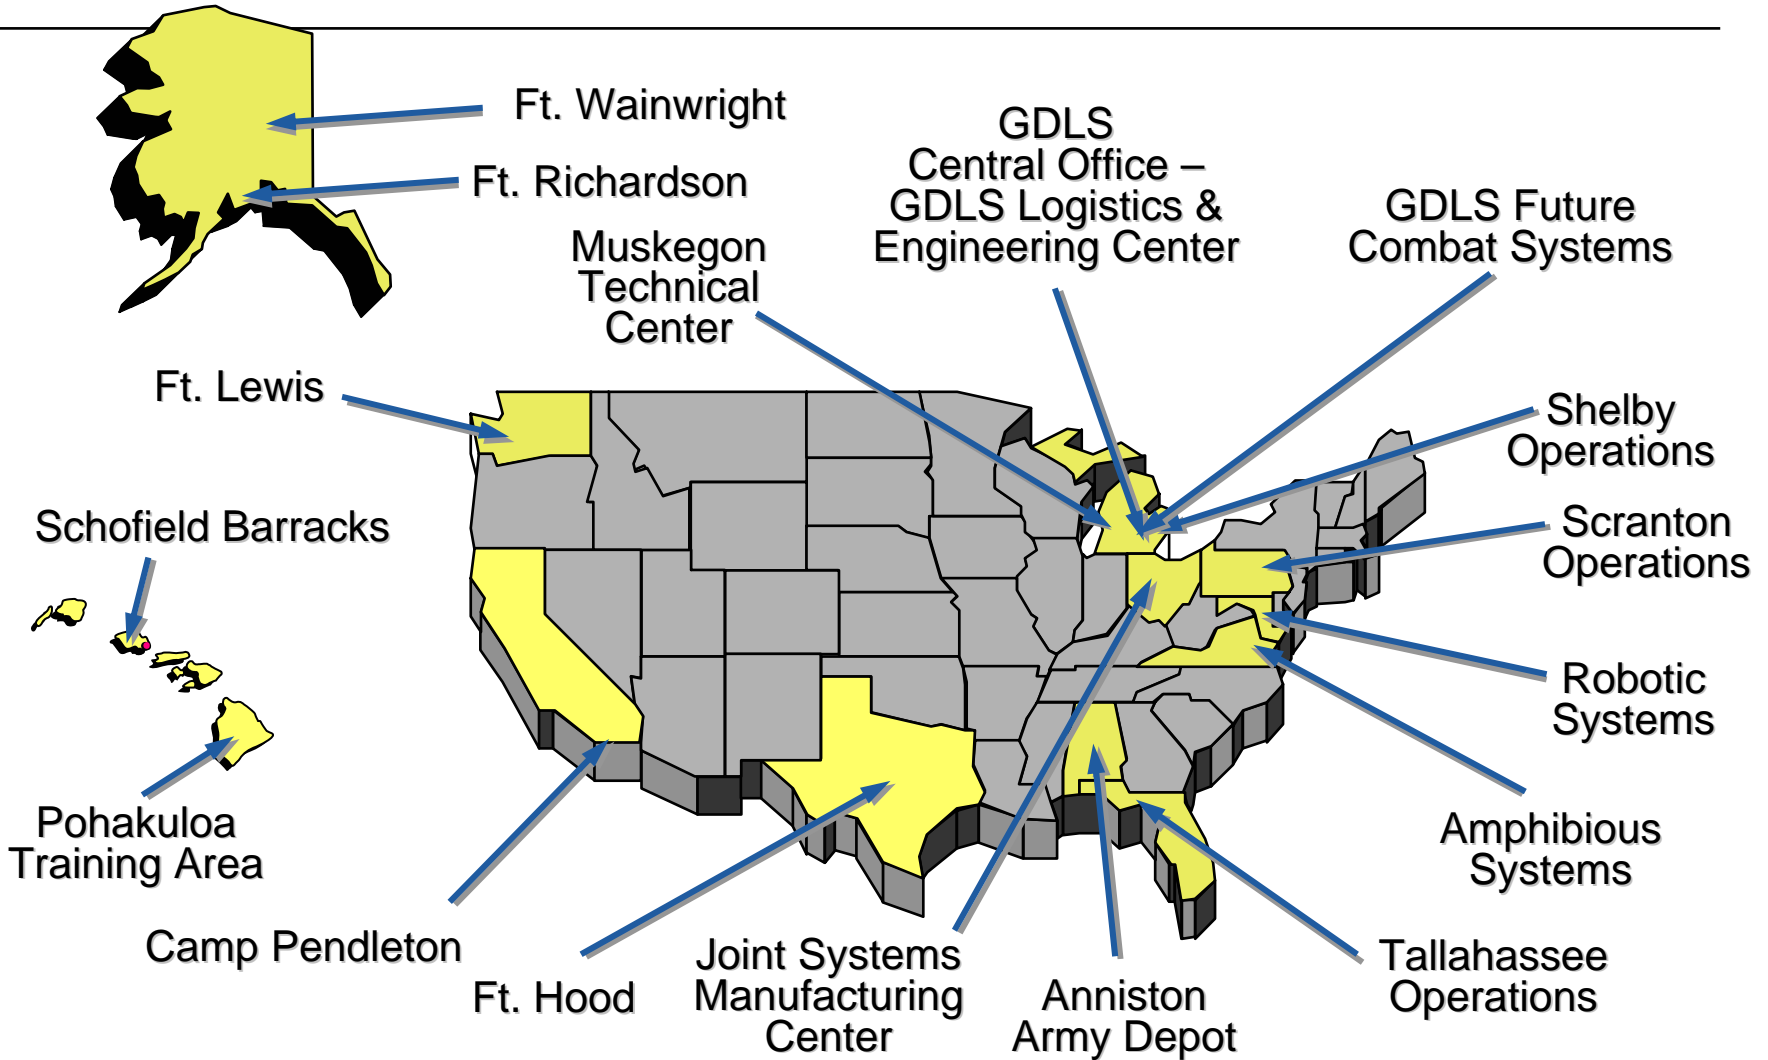 Ft. Wainwright
Ft. Richardson
GDLS
Central Office –
GDLS Logistics &
Engineering Center
GDLS Future
Combat Systems
Muskegon
Technical
Center
Ft. Lewis
Shelby
Operations
Schofield Barracks
Scranton
Operations
Robotic
Systems
Pohakuloa
Training Area
Amphibious
Systems
Camp Pendleton
Ft. Hood
Joint Systems
Manufacturing
Center
Anniston
Army Depot
Tallahassee
Operations